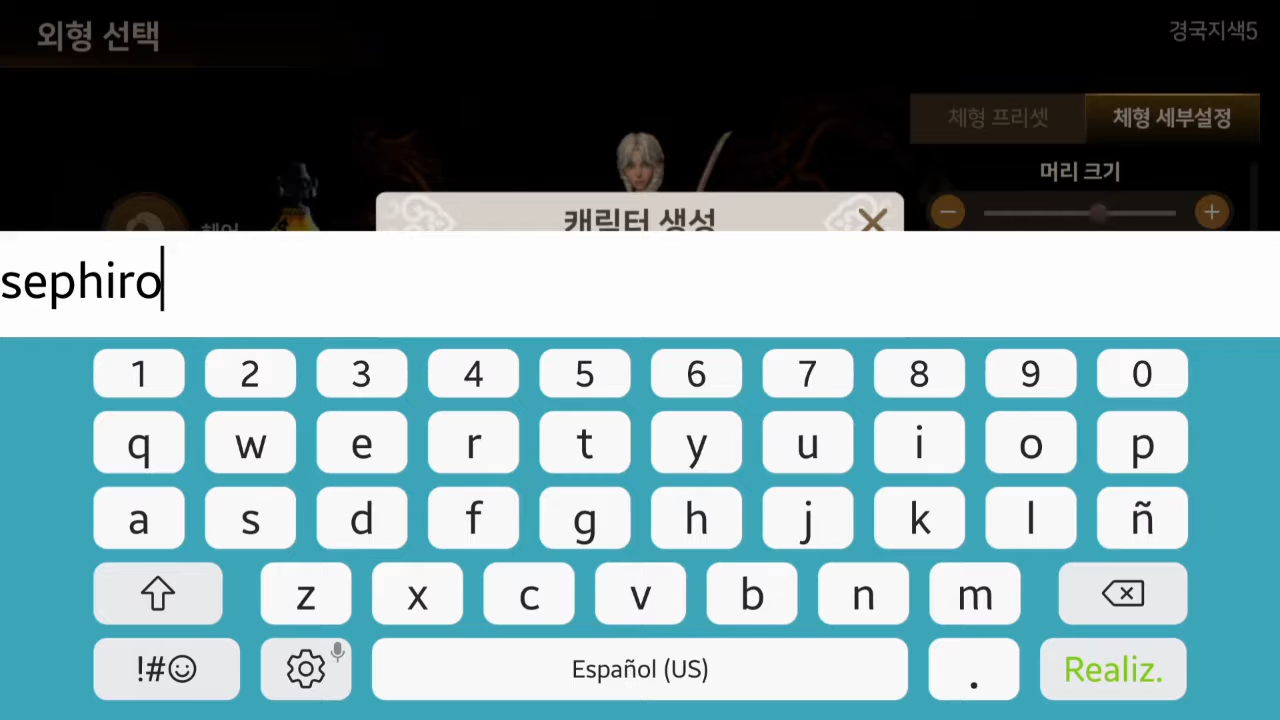 외형 선택
경국지색5
체형 프리셋
체형 세부설정
머리 크기
헤어
캐릭터 생성
sephiro
1 2 3 4 5 6 7 8 9 0
q w e r t y u i o p
a s d f g h j k l ñ
z x c v b n m
!#☺ Español (US) . Realiz.